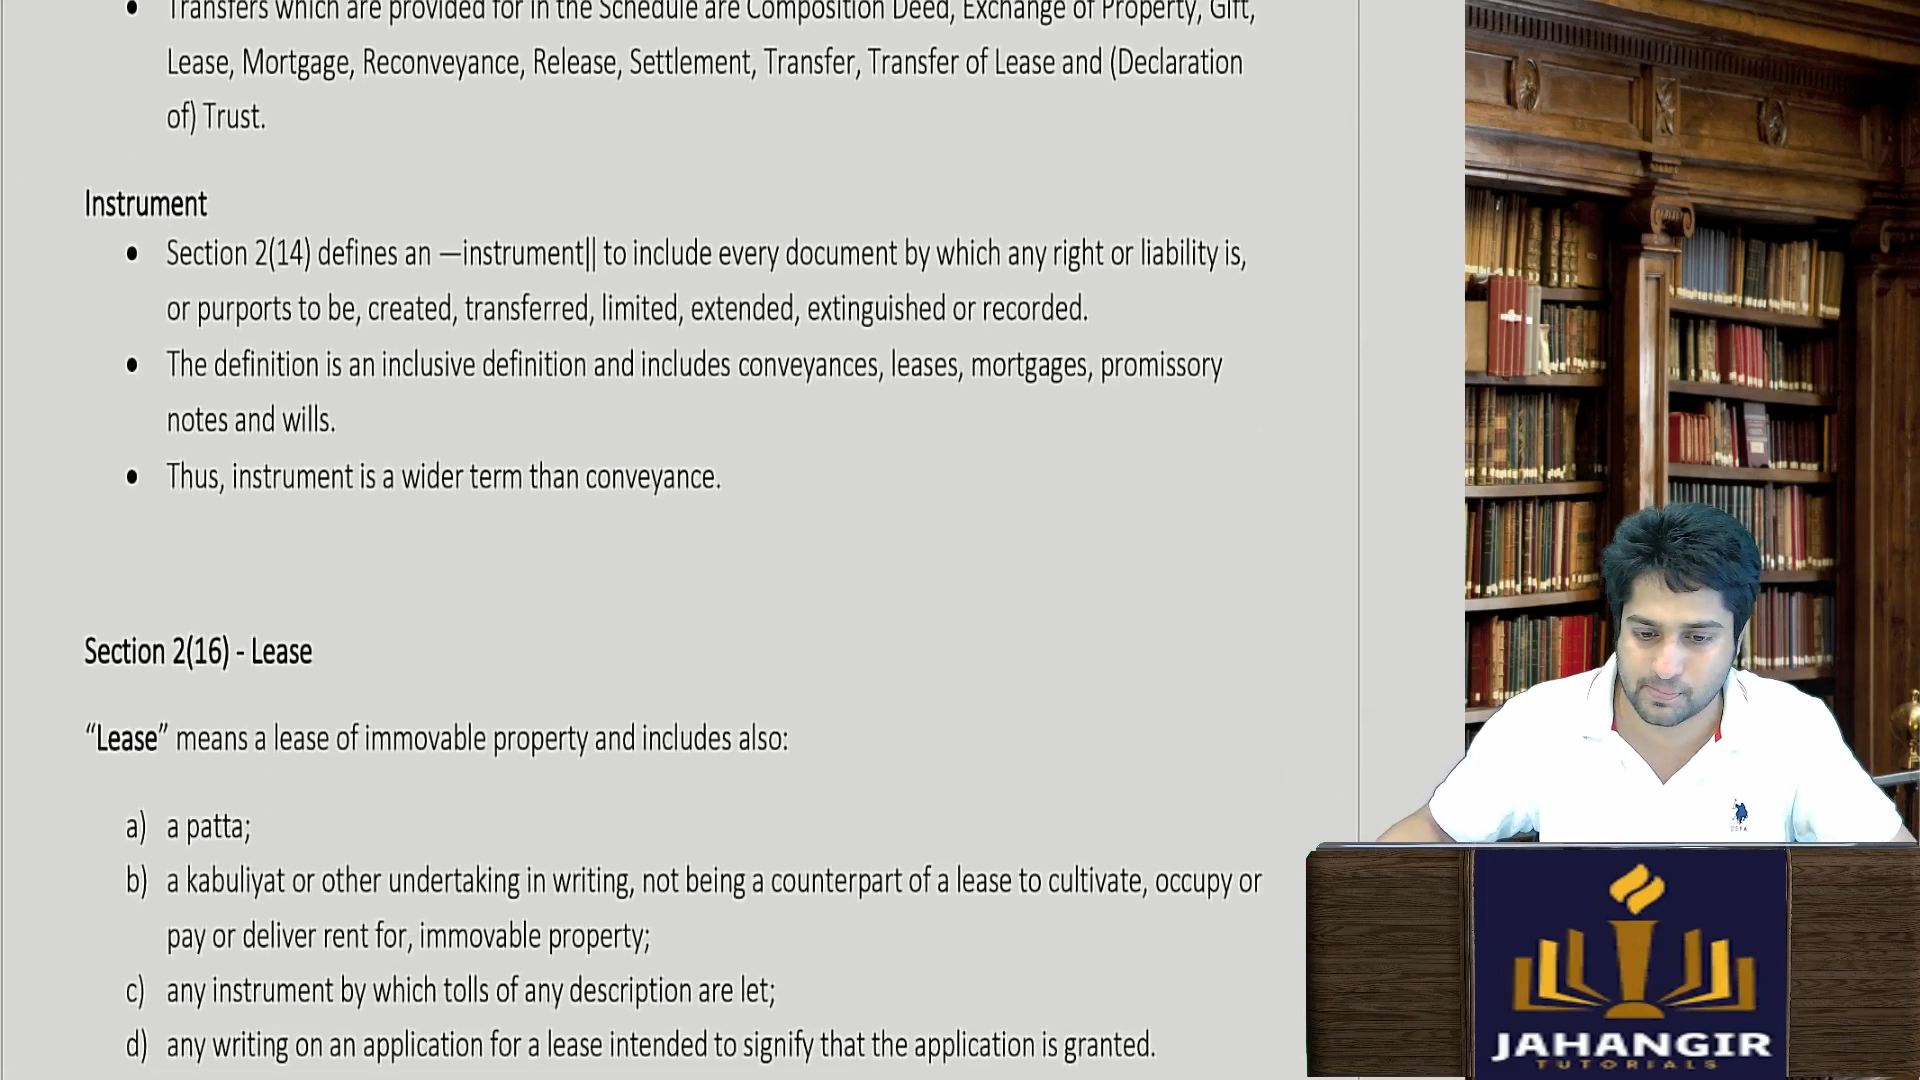 • Transfers which are provided for in the Schedule are Composition Deed, Exchange of Property, Gift,
Lease, Mortgage, Reconveyance, Release, Settlement, Transfer, Transfer of Lease and (Declaration
of) Trust.
Instrument
• Section 2(14) defines an —instrument|| to include every document by which any right or liability is,
or purports to be, created, transferred, limited, extended, extinguished or recorded.
• The definition is an inclusive definition and includes conveyances, leases, mortgages, promissory
notes and wills.
• Thus, instrument is a wider term than conveyance.
Section 2(16) - Lease
“Lease” means a lease of immovable property and includes also:
a) a patta;
b) a kabuliyat or other undertaking in writing, not being a counterpart of a lease to cultivate, occupy or
pay or deliver rent for, immovable property;
c) any instrument by which tolls of any description are let;
d) any writing on an application for a lease intended to signify that the application is granted.
USPA
JAHANGIR
TUTORIALS